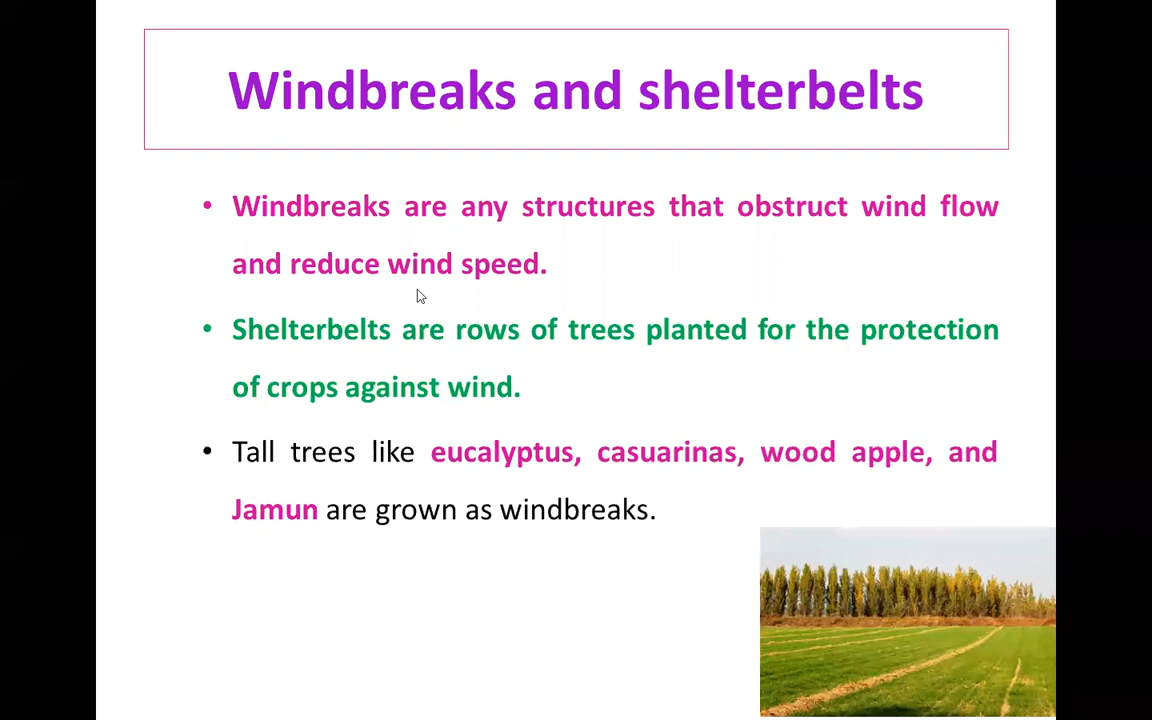 Windbreaks and shelterbelts
• Windbreaks are any structures that obstruct wind flow
and reduce wind speed.
• Shelterbelts are rows of trees planted for the protection
of crops against wind.
• Tall trees like eucalyptus, casuarinas, wood apple, and
Jamun are grown as windbreaks.